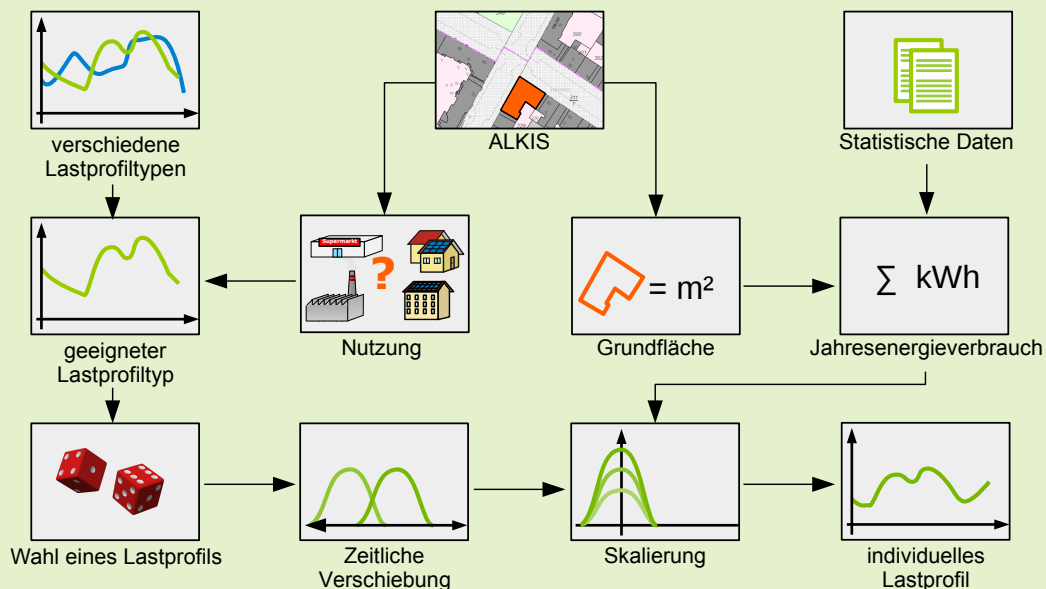 verschiedene
Lastprofiltypen
ALKIS
Statistische Daten
geeigneter
Lastprofiltyp
Supermarkt
?
Nutzung
= m²
Grundfläche
∑ kWh
Jahresenergieverbrauch
Wahl eines Lastprofils
Zeitliche
Verschiebung
Skalierung
individuelles
Lastprofil